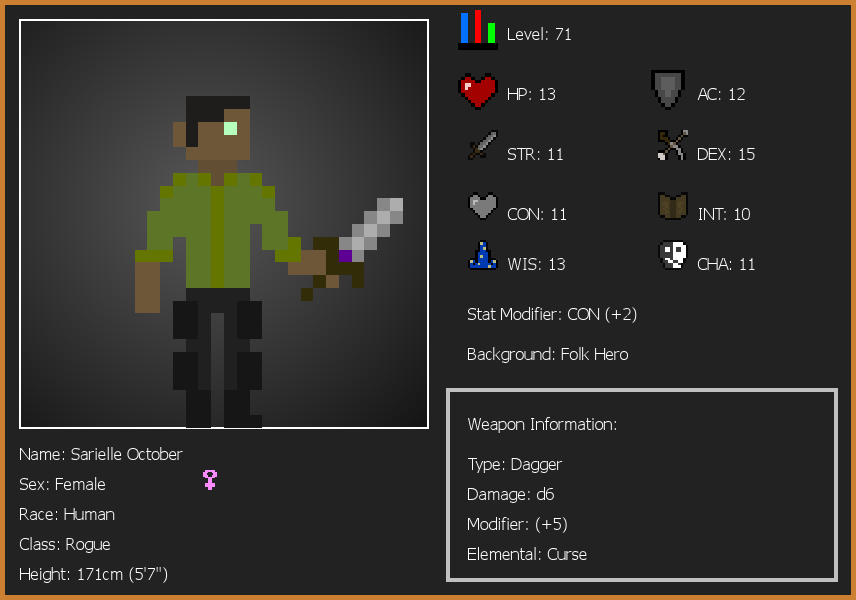 Level: 71
HP: 13
AC: 12
STR: 11
DEX: 15
CON: 11
INT: 10
WIS: 13
CHA: 11
Stat Modifier: CON (+2)
Background: Folk Hero
Weapon Information:
Type: Dagger
Damage: d6
Modifier: (+5)
Elemental: Curse
Name: Sarielle October
Sex: Female
Race: Human
Class: Rogue
Height: 171cm (5'7")